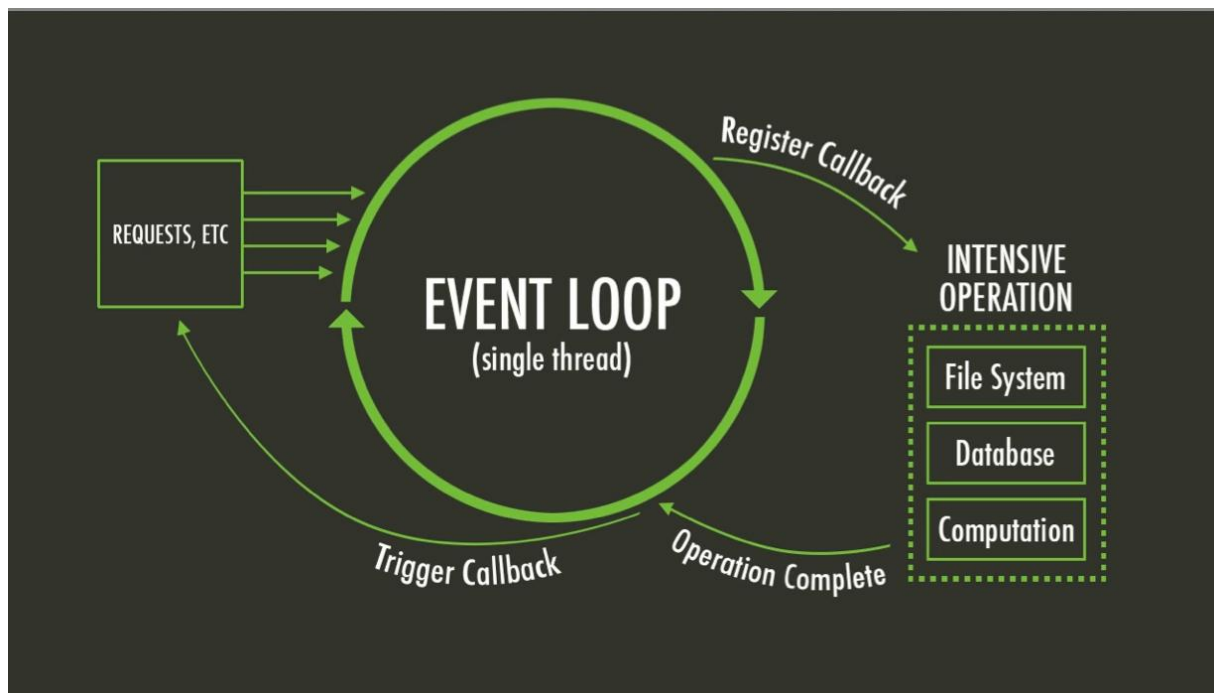 REQUESTS, ETC
EVENT LOOP
(single thread)
Register Callback
INTENSIVE
OPERATION
File System
Database
Computation
Operation Complete
Trigger Callback